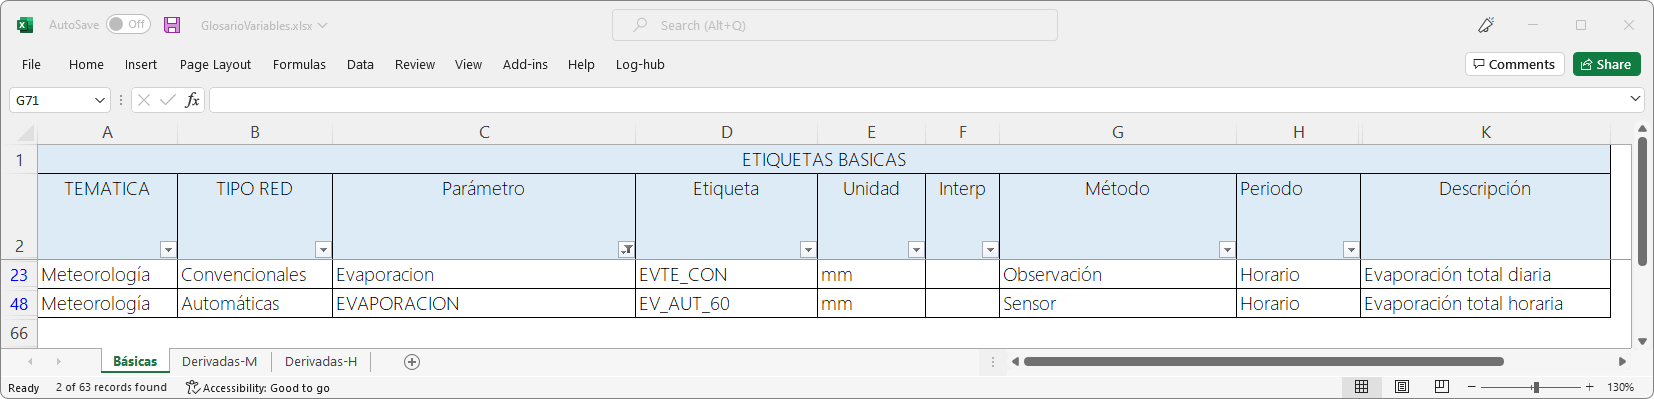 AutoSave Off GlosarioVariables.xlsx Search (Alt+Q)
File Home Insert Page Layout Formulas Data Review View Add-ins Help Log-hub Comments Share
G71 fx
A B C D E F G H K
1 ETIQUETAS BASICAS
2 TEMATICA TIPO RED Parámetro Etiqueta Unidad Interp Método Periodo Descripción
23 Meteorología Convencionales Evaporacion EVTE_CON mm Observación Horario Evaporación total diaria
48 Meteorología Automáticas EVAPORACION EV_AUT_60 mm Sensor Horario Evaporación total horaria
66
Básicas Derivadas-M Derivadas-H
Ready 2 of 63 records found Accessibility: Good to go 130%